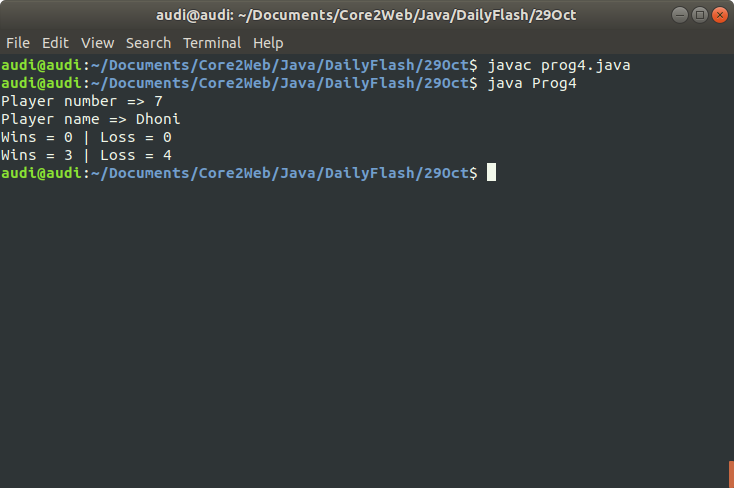 audi@audi: ~/Documents/Core2Web/Java/DailyFlash/29Oct
File Edit View Search Terminal Help
audi@audi:~/Documents/Core2Web/Java/DailyFlash/29Oct$ javac prog4.java
audi@audi:~/Documents/Core2Web/Java/DailyFlash/29Oct$ java Prog4
Player number => 7
Player name => Dhoni
Wins = 0 | Loss = 0
Wins = 3 | Loss = 4
audi@audi:~/Documents/Core2Web/Java/DailyFlash/29Oct$